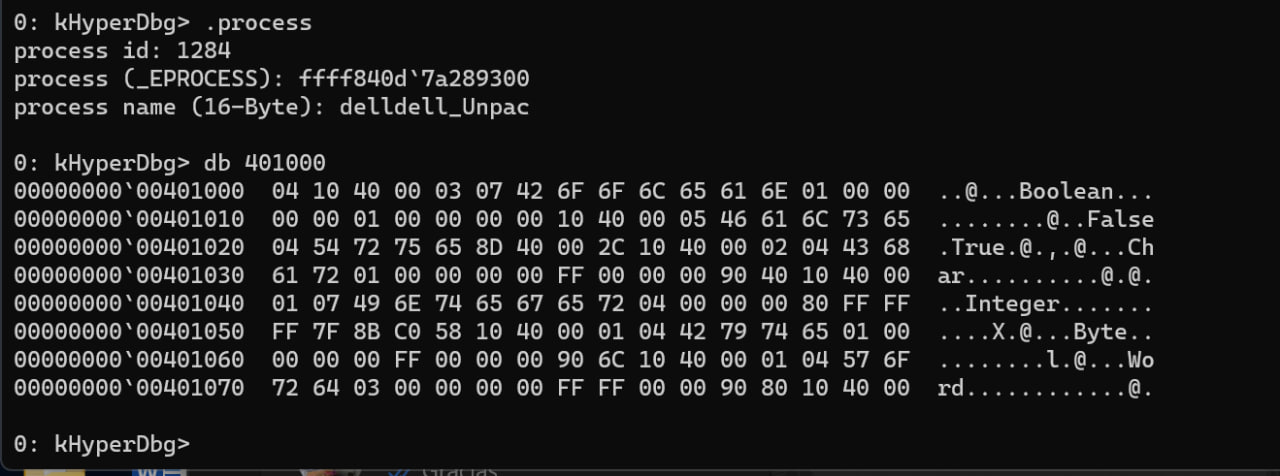 0: kHyperDbg> .process
process id: 1284
process (_EPROCESS): ffff840d`7a289300
process name (16-Byte): delldell_Unpac
0: kHyperDbg> db 401000
00000000`00401000  04 10 40 00 03 07 42 6F 6F 6C 65 61 6E 01 00 00  ..@...Boolean...
00000000`00401010  00 00 01 00 00 00 00 10 40 00 05 46 61 6C 73 65  ........@..False
00000000`00401020  04 54 72 75 65 8D 40 00 2C 10 40 00 02 04 43 68  .True.@.,.@...Ch
00000000`00401030  61 72 01 00 00 00 00 FF 00 00 00 90 40 10 40 00  ar..........@.@.
00000000`00401040  01 07 49 6E 74 65 67 65 72 04 00 00 00 80 FF FF  ..Integer.......
00000000`00401050  FF 7F 8B C0 58 10 40 00 01 04 42 79 74 65 01 00  ....X.@...Byte..
00000000`00401060  00 00 00 FF 00 00 00 90 6C 10 40 00 01 04 57 6F  ........l.@...Wo
00000000`00401070  72 64 03 00 00 00 00 FF FF 00 00 90 80 10 40 00  rd............@.
0: kHyperDbg>
Gracias